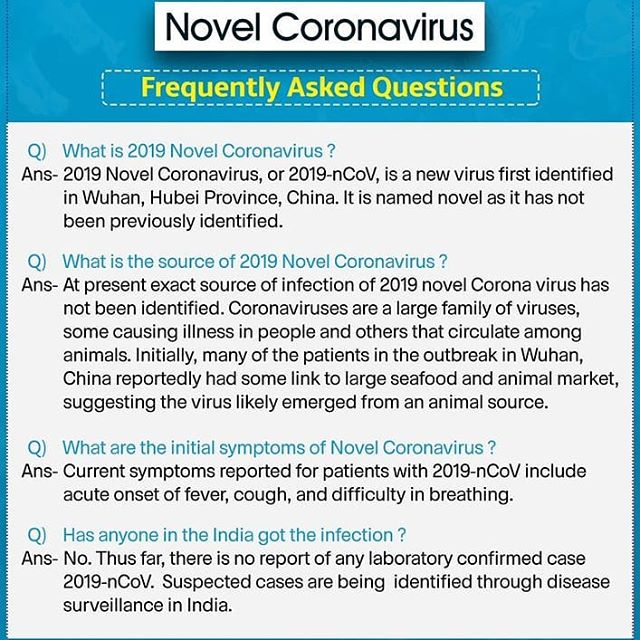 Novel Coronavirus
Frequently Asked Questions
Q) What is 2019 Novel Coronavirus ?
Ans- 2019 Novel Coronavirus, or 2019-nCoV, is a new virus first identified
in Wuhan, Hubei Province, China. It is named novel as it has not
been previously identified.
Q) What is the source of 2019 Novel Coronavirus ?
Ans- At present exact source of infection of 2019 novel Corona virus has
not been identified. Coronaviruses are a large family of viruses,
some causing illness in people and others that circulate among
animals. Initially, many of the patients in the outbreak in Wuhan,
China reportedly had some link to large seafood and animal market,
suggesting the virus likely emerged from an animal source.
Q) What are the initial symptoms of Novel Coronavirus ?
Ans- Current symptoms reported for patients with 2019-nCoV include
acute onset of fever, cough, and difficulty in breathing.
Q) Has anyone in the India got the infection ?
Ans- No. Thus far, there is no report of any laboratory confirmed case
2019-nCoV. Suspected cases are being identified through disease
surveillance in India.